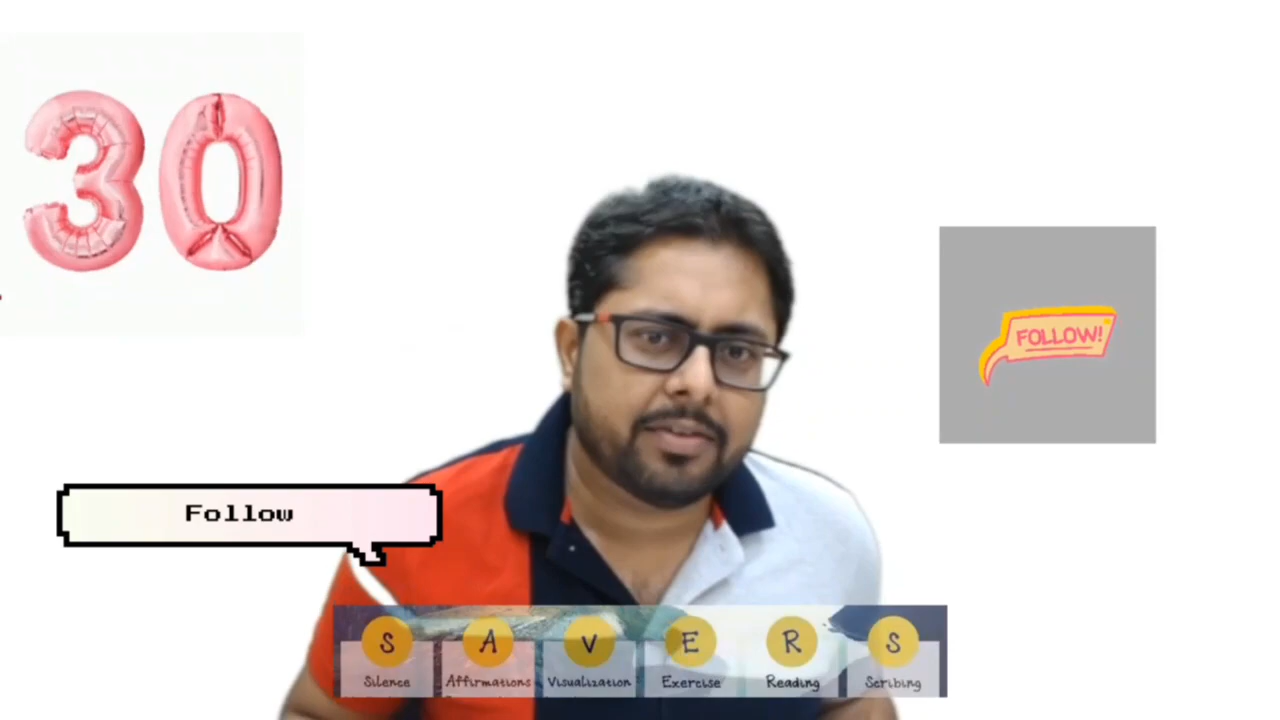 30
FOLLOW!
Follow
S A V E R S
Silence Affirmations Visualization Exercise Reading Scribing